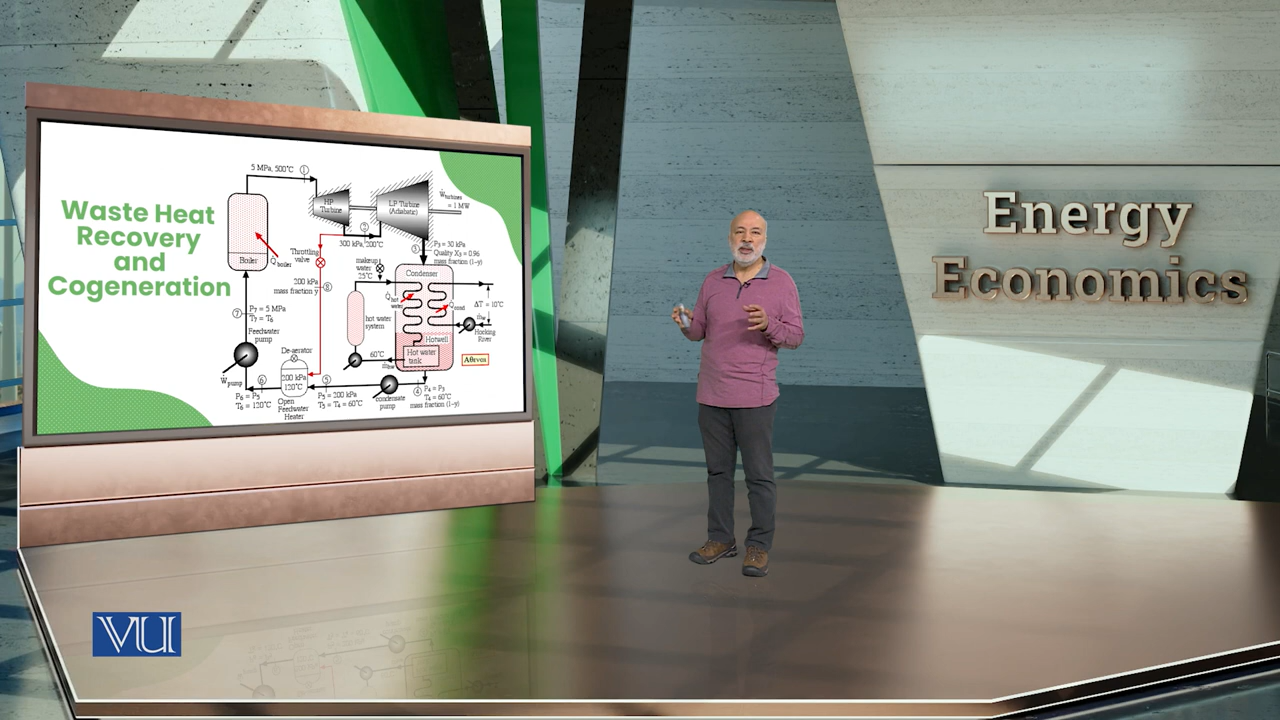 Waste Heat
Recovery
and
Cogeneration
5 MPa, 500°C
1
HP
Turbine
LP Turbine
(Adiabatic)
= 1 MW
2
300 kPa, 200°C
3
P₃ = 30 kPa
Quality X₃ = 0.96
mass fraction (1-y)
Boiler
Q̇ boiler
Throttling
valve
makeup
water
25°C
Condenser
200 kPa
mass fraction y
8
Q̇ hot
water
Q̇ cond
ΔT = 10°C
hot water
system
Hocking
River
7
P₇ = 5 MPa
T₇ = T₆
Feedwater
pump
Hotwell
Hot water
tank
60°C
Athens
De-aerator
200 kPa
120°C
Ẇpump
6
P₆ = P₅
T₆ = 120°C
Open
Feedwater
Heater
5
P₅ = 200 kPa
T₅ = T₄ = 60°C
condensate
pump
4
P₄ = P₃
T₄ = 60°C
mass fraction (1-y)
Energy
Economics
VU